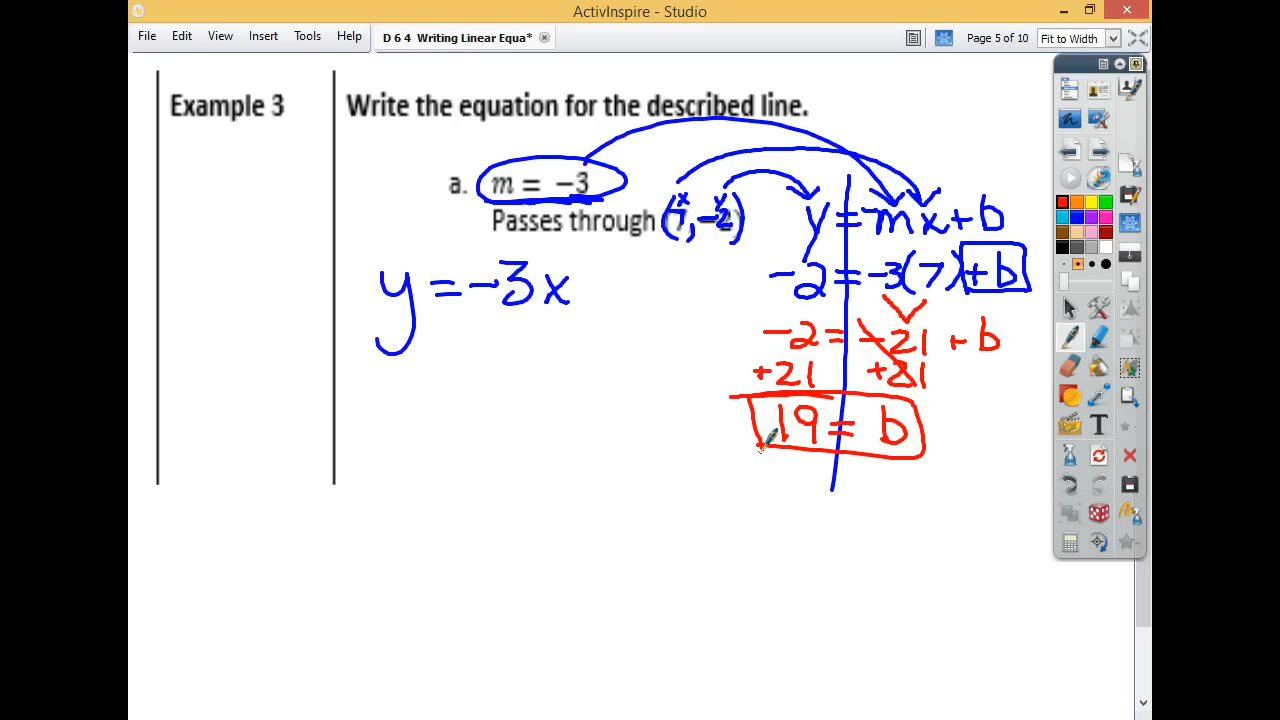 ActivInspire - Studio
File Edit View Insert Tools Help D 6 4 Writing Linear Equa* Page 5 of 10 Fit to Width
Example 3 Write the equation for the described line.
a. m = −3
x y
Passes through (7, −2)
y = mx + b
-2 = -3(7) + b
y = -3x
-2 = -21 + b
+21 +21
19 = b
T